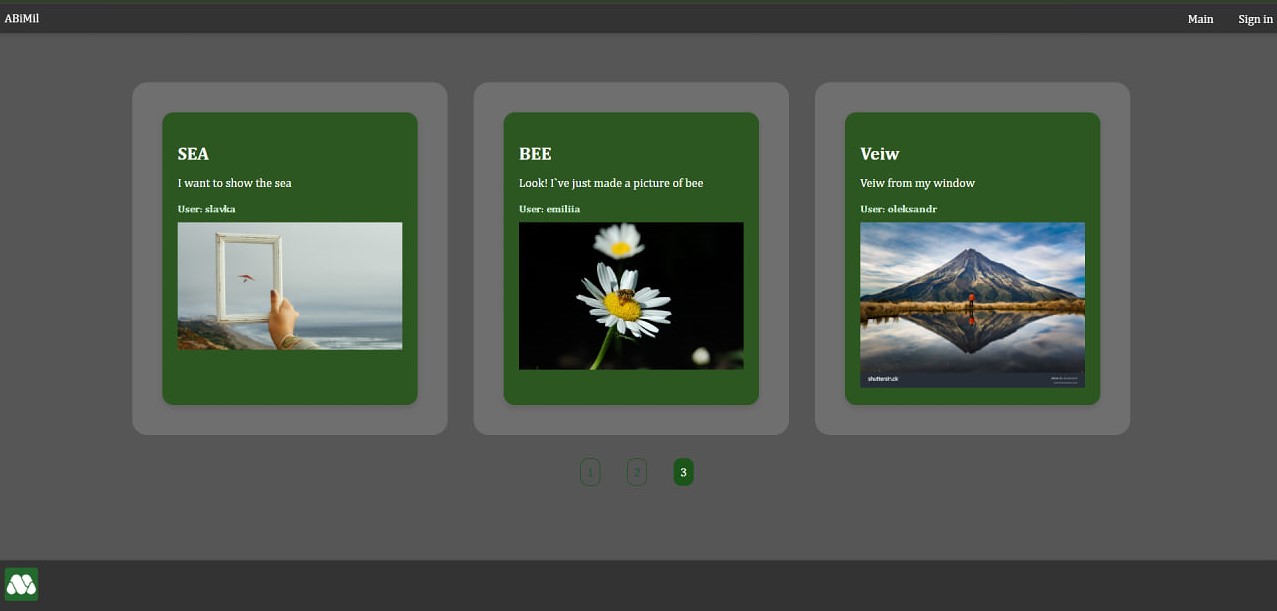 ABiMil
Main
Sign in
SEA
I want to show the sea
User: slavka
BEE
Look! I`ve just made a picture of bee
User: emiliia
Veiw
Veiw from my window
User: oleksandr
shutterstock
1
2
3